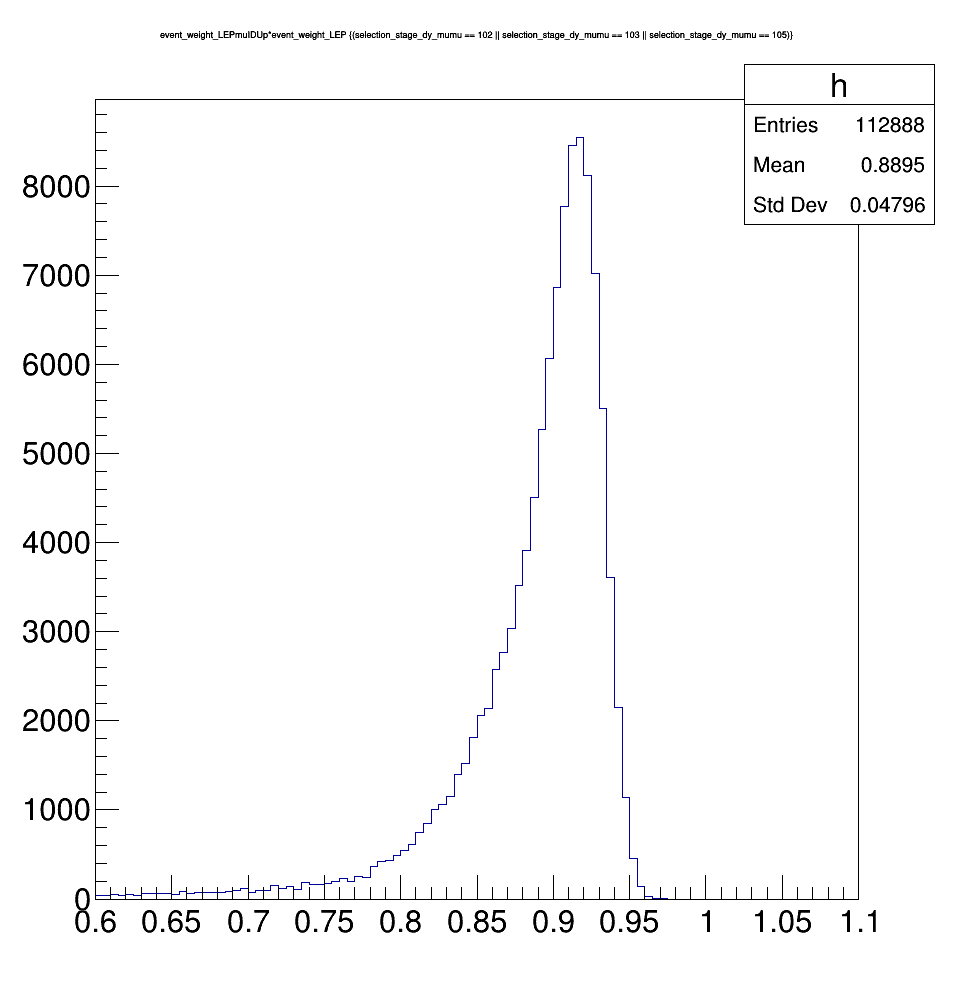 event_weight_LEPmuIDUp*event_weight_LEP {(selection_stage_dy_mumu == 102 || selection_stage_dy_mumu == 103 || selection_stage_dy_mumu == 105)}
h
Entries 112888
Mean 0.8895
Std Dev 0.04796
8000
7000
6000
5000
4000
3000
2000
1000
0
0.6 0.65 0.7 0.75 0.8 0.85 0.9 0.95 1 1.05 1.1